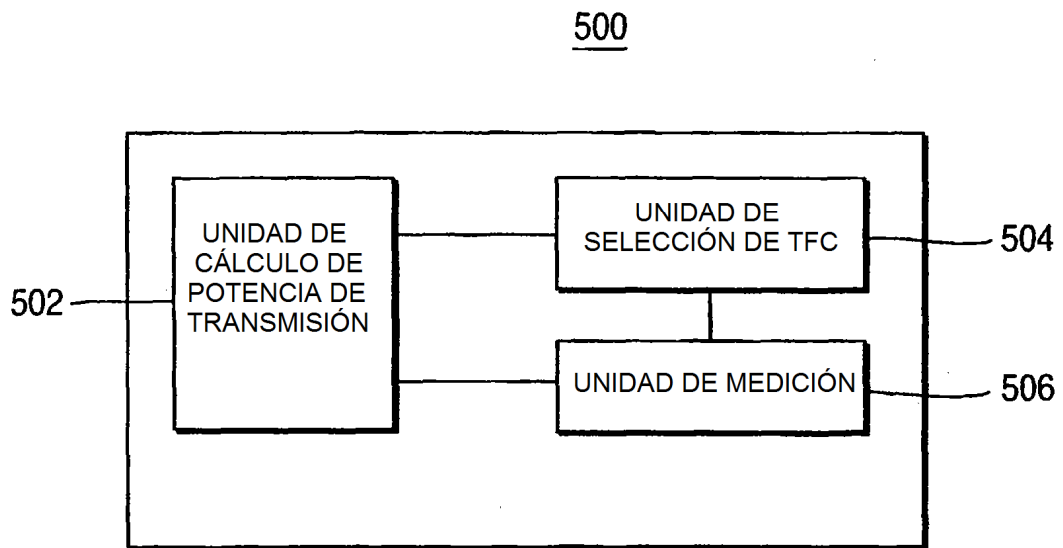 500
UNIDAD DE
CÁLCULO DE
POTENCIA DE
TRANSMISIÓN
502
UNIDAD DE
SELECCIÓN DE TFC
504
UNIDAD DE MEDICIÓN
506